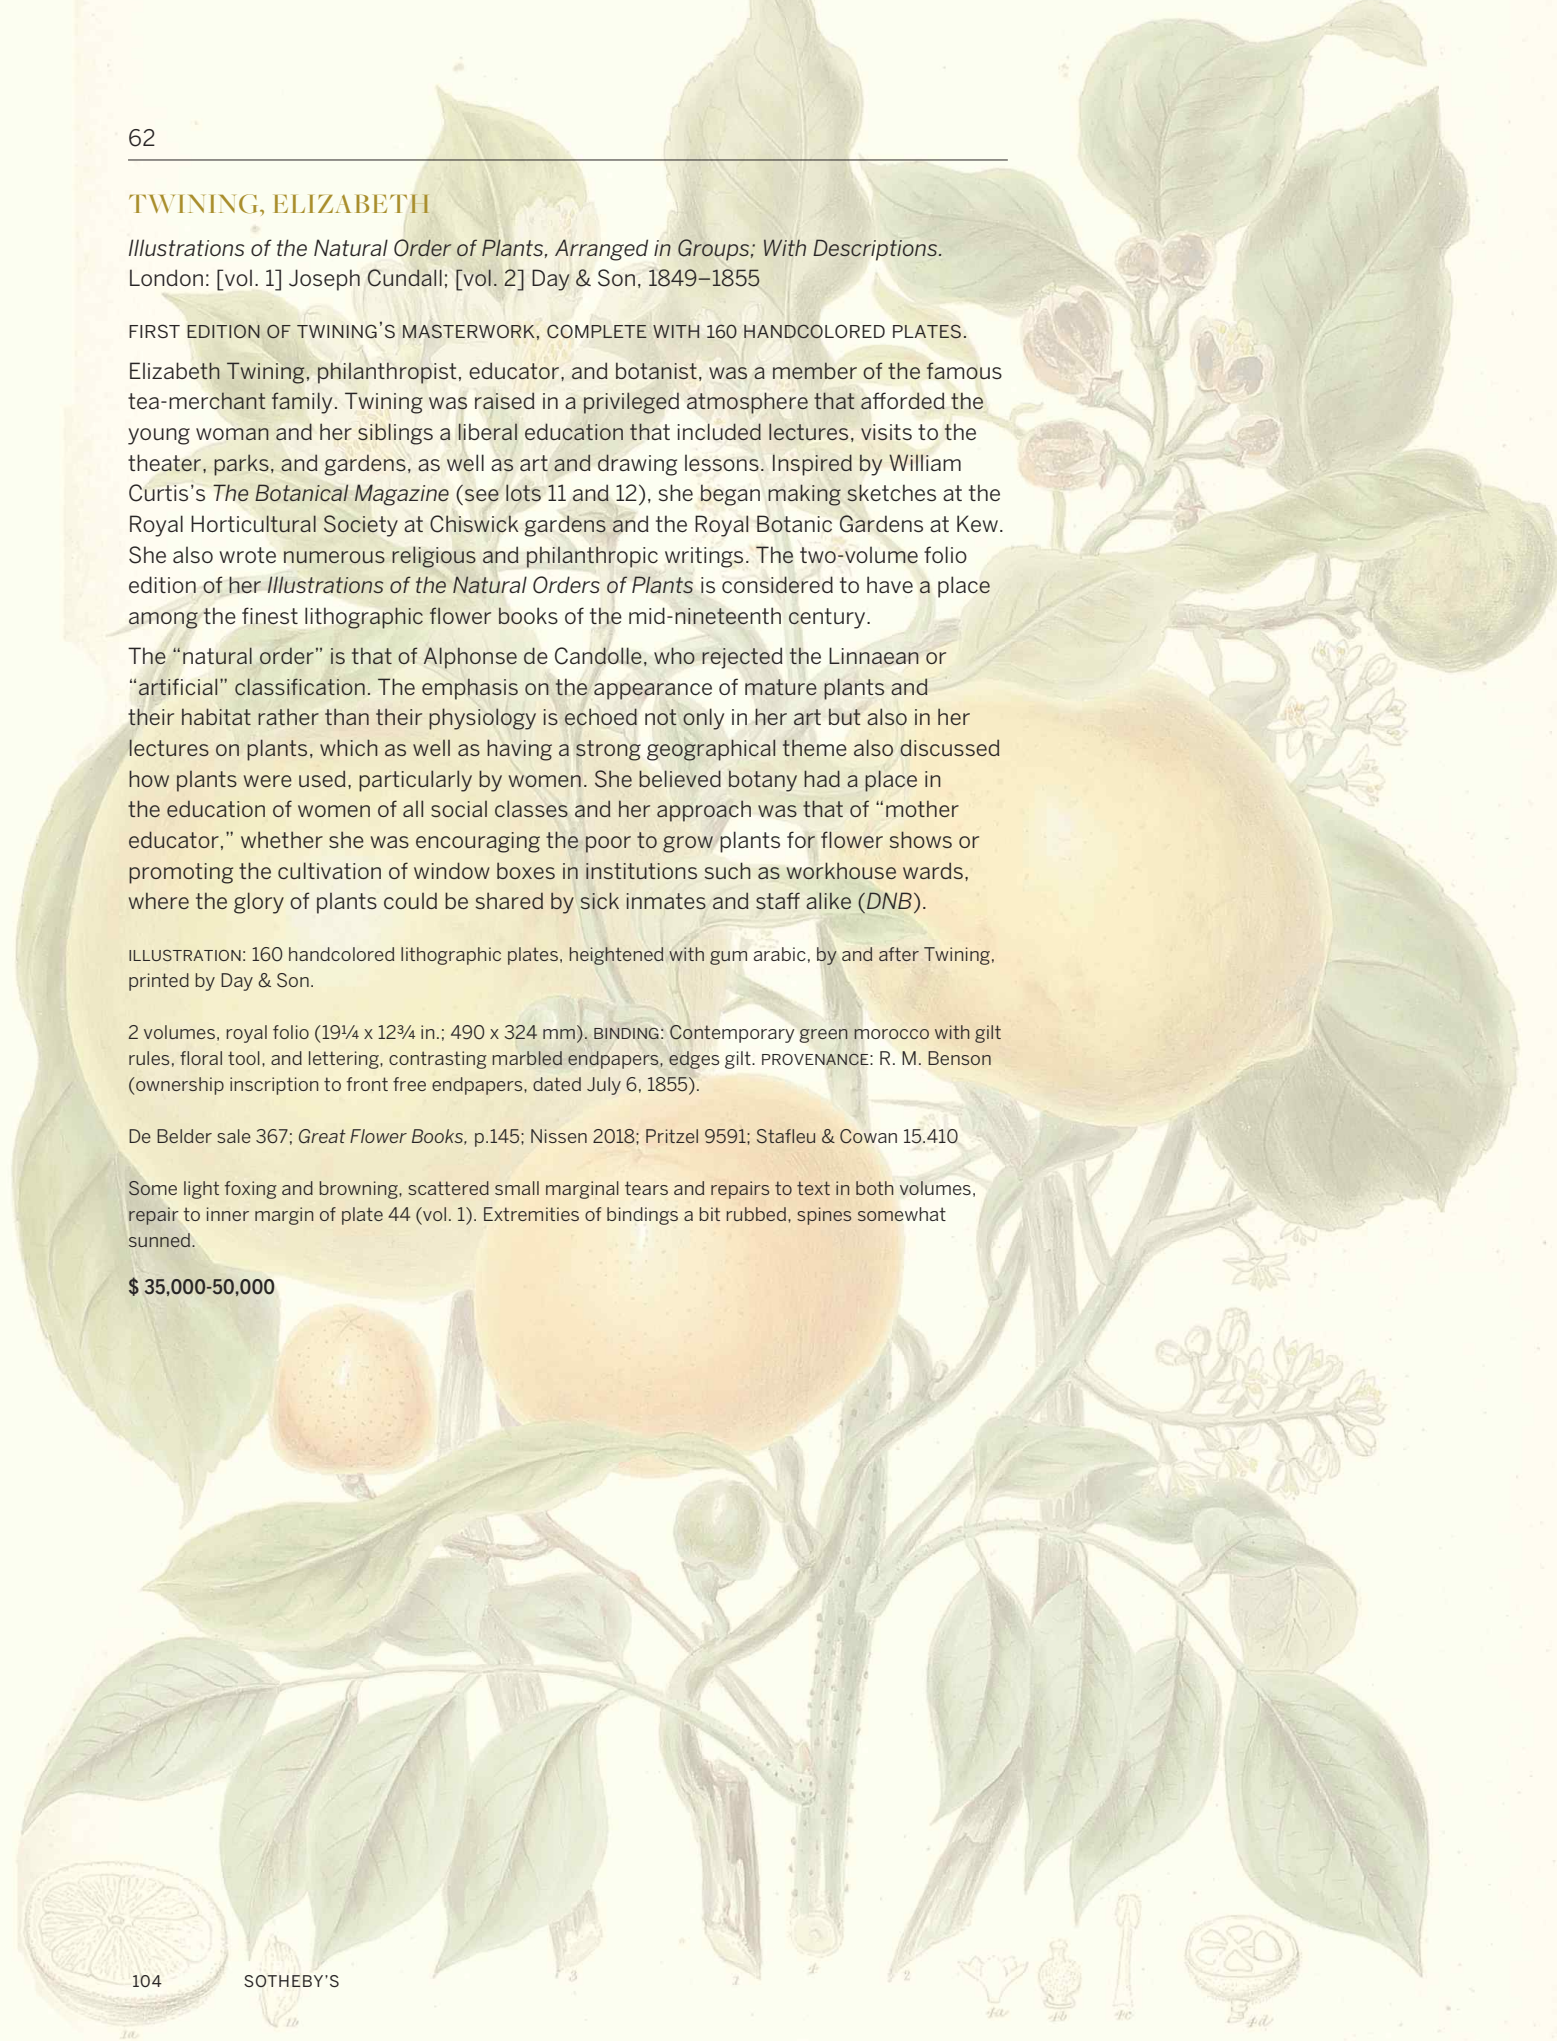 62
TWINING, ELIZABETH
Illustrations of the Natural Order of Plants, Arranged in Groups; With Descriptions.
London: [vol. 1] Joseph Cundall; [vol. 2] Day & Son, 1849–1855
FIRST EDITION OF TWINING'S MASTERWORK, COMPLETE WITH 160 HANDCOLORED PLATES.
Elizabeth Twining, philanthropist, educator, and botanist, was a member of the famous
tea-merchant family. Twining was raised in a privileged atmosphere that afforded the
young woman and her siblings a liberal education that included lectures, visits to the
theater, parks, and gardens, as well as art and drawing lessons. Inspired by William
Curtis's The Botanical Magazine (see lots 11 and 12), she began making sketches at the
Royal Horticultural Society at Chiswick gardens and the Royal Botanic Gardens at Kew.
She also wrote numerous religious and philanthropic writings. The two-volume folio
edition of her Illustrations of the Natural Orders of Plants is considered to have a place
among the finest lithographic flower books of the mid-nineteenth century.
The “natural order” is that of Alphonse de Candolle, who rejected the Linnaean or
“artificial” classification. The emphasis on the appearance of mature plants and
their habitat rather than their physiology is echoed not only in her art but also in her
lectures on plants, which as well as having a strong geographical theme also discussed
how plants were used, particularly by women. She believed botany had a place in
the education of women of all social classes and her approach was that of “mother
educator,” whether she was encouraging the poor to grow plants for flower shows or
promoting the cultivation of window boxes in institutions such as workhouse wards,
where the glory of plants could be shared by sick inmates and staff alike (DNB).
ILLUSTRATION: 160 handcolored lithographic plates, heightened with gum arabic, by and after Twining,
printed by Day & Son.
2 volumes, royal folio (19¼ x 12¾ in.; 490 x 324 mm). BINDING: Contemporary green morocco with gilt
rules, floral tool, and lettering, contrasting marbled endpapers, edges gilt. PROVENANCE: R. M. Benson
(ownership inscription to front free endpapers, dated July 6, 1855).
De Belder sale 367; Great Flower Books, p.145; Nissen 2018; Pritzel 9591; Stafleu & Cowan 15.410
Some light foxing and browning, scattered small marginal tears and repairs to text in both volumes,
repair to inner margin of plate 44 (vol. 1). Extremities of bindings a bit rubbed, spines somewhat
sunned.
$ 35,000-50,000
3 1 4 2
4a 4b 4c 4d
1a 1b
104 SOTHEBY'S